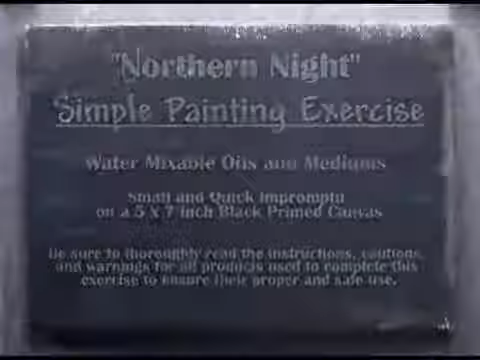 "Northern Night"
Simple Painting Exercise
Water Mixable Oils and Mediums
Small and Quick Impromptu
on a 5 X 7 Inch Black Primed Canvas
Be sure to thoroughly read the instructions, cautions,
and warnings for all products used to complete this
exercise to ensure their proper and safe use.